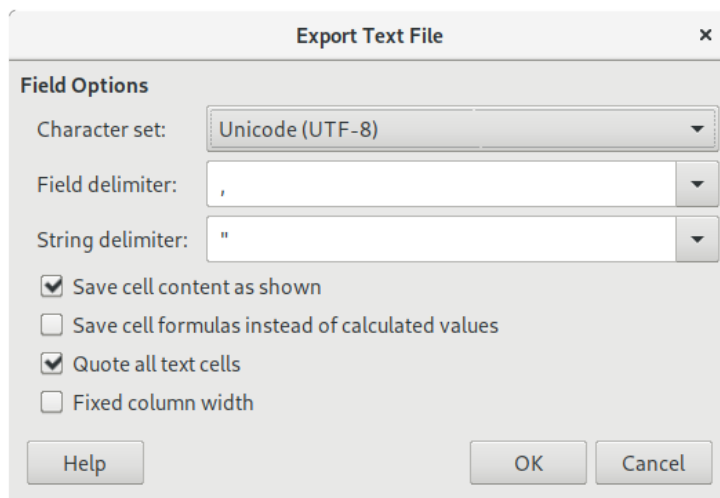 Export Text File ×
Field Options
Character set: Unicode (UTF-8)
Field delimiter: ,
String delimiter: "
Save cell content as shown
Save cell formulas instead of calculated values
Quote all text cells
Fixed column width
Help OK Cancel